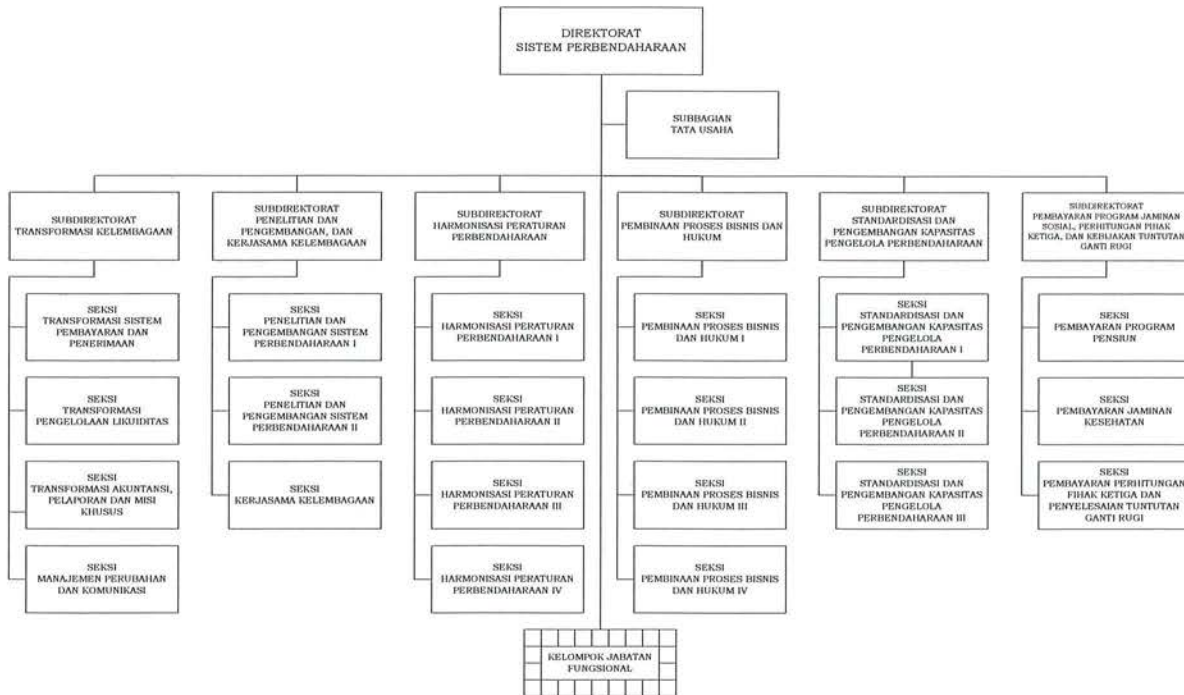 DIREKTORAT
SISTEM PERBENDAHARAAN
SUBBAGIAN
TATA USAHA
SUBDIREKTORAT
TRANSFORMASI KELEMBAGAAN
SEKSI
TRANSFORMASI SISTEM
PEMBAYARAN DAN
PENERIMAAN
SEKSI
TRANSFORMASI
PENGELOLAAN LIKUIDITAS
SEKSI
TRANSFORMASI AKUNTANSI,
PELAPORAN DAN MISI
KHUSUS
SEKSI
MANAJEMEN PERUBAHAN
DAN KOMUNIKASI
SUBDIREKTORAT
PENELITIAN DAN
PENGEMBANGAN, DAN
KERJASAMA KELEMBAGAAN
SEKSI
PENELITIAN DAN
PENGEMBANGAN SISTEM
PERBENDAHARAAN I
SEKSI
PENELITIAN DAN
PENGEMBANGAN SISTEM
PERBENDAHARAAN II
SEKSI
KERJASAMA KELEMBAGAAN
SUBDIREKTORAT
HARMONISASI PERATURAN
PERBENDAHARAAN
SEKSI
HARMONISASI PERATURAN
PERBENDAHARAAN I
SEKSI
HARMONISASI PERATURAN
PERBENDAHARAAN II
SEKSI
HARMONISASI PERATURAN
PERBENDAHARAAN III
SEKSI
HARMONISASI PERATURAN
PERBENDAHARAAN IV
SUBDIREKTORAT
PEMBINAAN PROSES BISNIS DAN
HUKUM
SEKSI
PEMBINAAN PROSES BISNIS
DAN HUKUM I
SEKSI
PEMBINAAN PROSES BISNIS
DAN HUKUM II
SEKSI
PEMBINAAN PROSES BISNIS
DAN HUKUM III
SEKSI
PEMBINAAN PROSES BISNIS
DAN HUKUM IV
SUBDIREKTORAT
STANDARDISASI DAN
PENGEMBANGAN KAPASITAS
PENGELOLA PERBENDAHARAAN
SEKSI
STANDARDISASI DAN
PENGEMBANGAN KAPASITAS
PENGELOLA
PERBENDAHARAAN I
SEKSI
STANDARDISASI DAN
PENGEMBANGAN KAPASITAS
PENGELOLA
PERBENDAHARAAN II
SEKSI
STANDARDISASI DAN
PENGEMBANGAN KAPASITAS
PENGELOLA
PERBENDAHARAAN III
SUBDIREKTORAT
PEMBAYARAN PROGRAM JAMINAN
SOSIAL, PERHITUNGAN PIHAK
KETIGA, DAN KEBIJAKAN TUNTUTAN
GANTI RUGI
SEKSI
PEMBAYARAN PROGRAM
PENSIUN
SEKSI
PEMBAYARAN JAMINAN
KESEHATAN
SEKSI
PEMBAYARAN PERHITUNGAN
FIHAK KETIGA DAN
PENYELESAIAN TUNTUTAN
GANTI RUGI
KELOMPOK JABATAN
FUNGSIONAL